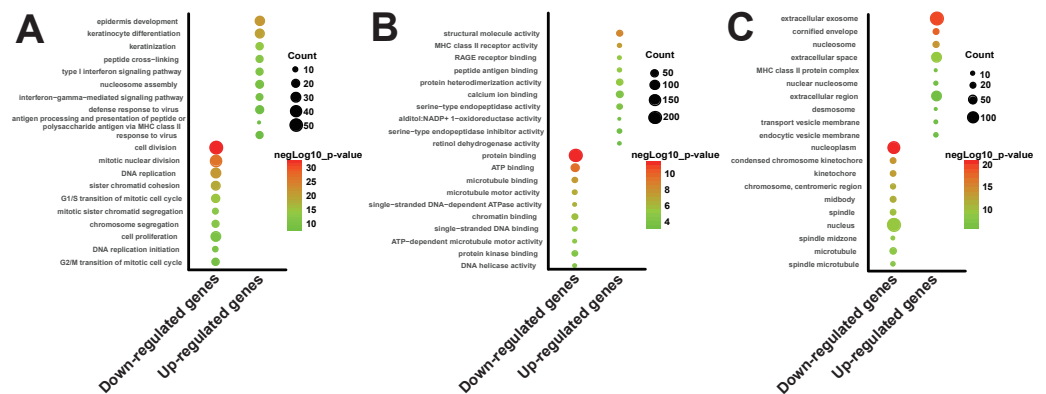 A
epidermis development
keratinocyte differentiation
keratinization
peptide cross-linking
type I interferon signaling pathway
nucleosome assembly
interferon-gamma-mediated signaling pathway
defense response to virus
antigen processing and presentation of peptide or
polysaccharide antigen via MHC class II
response to virus
cell division
mitotic nuclear division
DNA replication
sister chromatid cohesion
G1/S transition of mitotic cell cycle
mitotic sister chromatid segregation
chromosome segregation
cell proliferation
DNA replication initiation
G2/M transition of mitotic cell cycle
Down-regulated genes
Up-regulated genes
Count
10
20
30
40
50
negLog10_p-value
30
25
20
15
10
B
structural molecule activity
MHC class II receptor activity
RAGE receptor binding
peptide antigen binding
protein heterodimerization activity
calcium ion binding
serine-type endopeptidase activity
alditol:NADP+ 1-oxidoreductase activity
serine-type endopeptidase inhibitor activity
retinol dehydrogenase activity
protein binding
ATP binding
microtubule binding
microtubule motor activity
single-stranded DNA-dependent ATPase activity
chromatin binding
single-stranded DNA binding
ATP-dependent microtubule motor activity
protein kinase binding
DNA helicase activity
Down-regulated genes
Up-regulated genes
Count
50
100
150
200
negLog10_p-value
10
8
6
4
C
extracellular exosome
cornified envelope
nucleosome
extracellular space
MHC class II protein complex
nuclear nucleosome
extracellular region
desmosome
transport vesicle membrane
endocytic vesicle membrane
nucleoplasm
condensed chromosome kinetochore
kinetochore
chromosome, centromeric region
midbody
spindle
nucleus
spindle midzone
microtubule
spindle microtubule
Down-regulated genes
Up-regulated genes
Count
10
20
50
100
negLog10_p-value
20
15
10